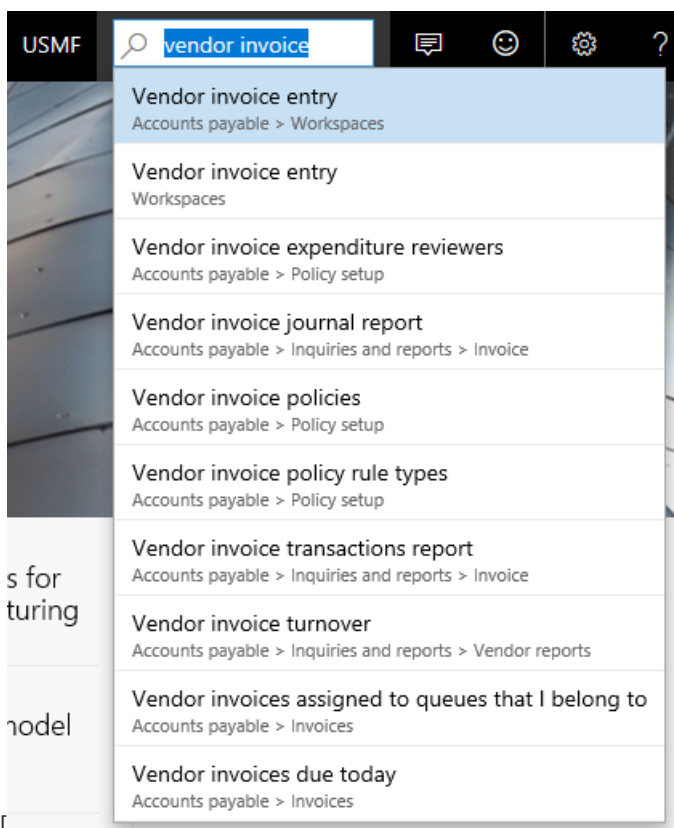 USMF
vendor invoice
?
Vendor invoice entry
Accounts payable > Workspaces
Vendor invoice entry
Workspaces
Vendor invoice expenditure reviewers
Accounts payable > Policy setup
Vendor invoice journal report
Accounts payable > Inquiries and reports > Invoice
Vendor invoice policies
Accounts payable > Policy setup
Vendor invoice policy rule types
Accounts payable > Policy setup
Vendor invoice transactions report
Accounts payable > Inquiries and reports > Invoice
Vendor invoice turnover
Accounts payable > Inquiries and reports > Vendor reports
Vendor invoices assigned to queues that I belong to
Accounts payable > Invoices
Vendor invoices due today
Accounts payable > Invoices
s for
turing